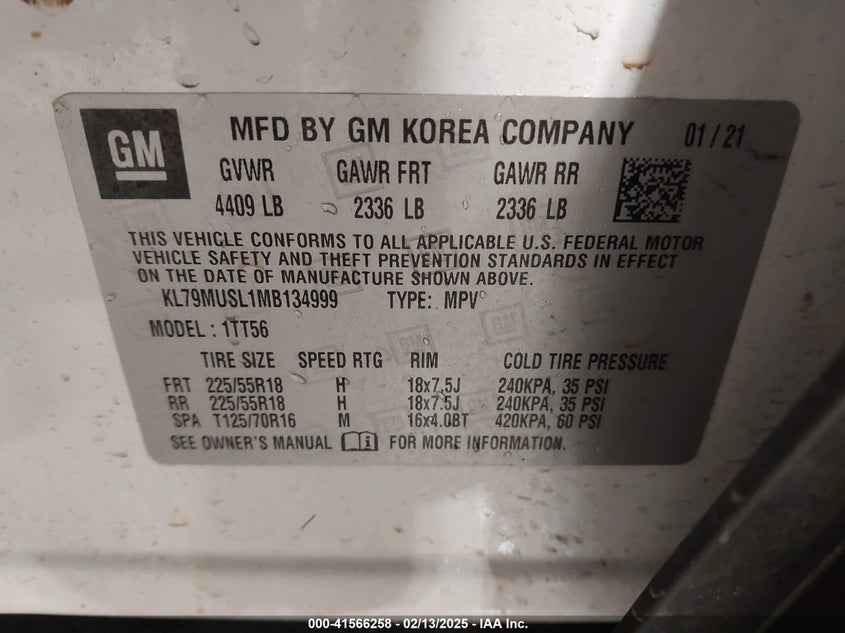 GM
MFD BY GM KOREA COMPANY 01 / 21
GVWR GAWR FRT GAWR RR
4409 LB 2336 LB 2336 LB
THIS VEHICLE CONFORMS TO ALL APPLICABLE U.S. FEDERAL MOTOR
VEHICLE SAFETY AND THEFT PREVENTION STANDARDS IN EFFECT
ON THE DATE OF MANUFACTURE SHOWN ABOVE.
KL79MUSL1MB134999 TYPE: MPV
MODEL : 1TT56
GM
GM
TIRE SIZE SPEED RTG RIM COLD TIRE PRESSURE
FRT 225/55R18 H 18x7.5J 240KPA, 35 PSI
RR 225/55R18 H 18x7.5J 240KPA, 35 PSI
SPA T125/70R16 M 16x4.0BT 420KPA, 60 PSI
SEE OWNER'S MANUAL FOR MORE INFORMATION.
000-41566258 - 02/13/2025 - IAA Inc.